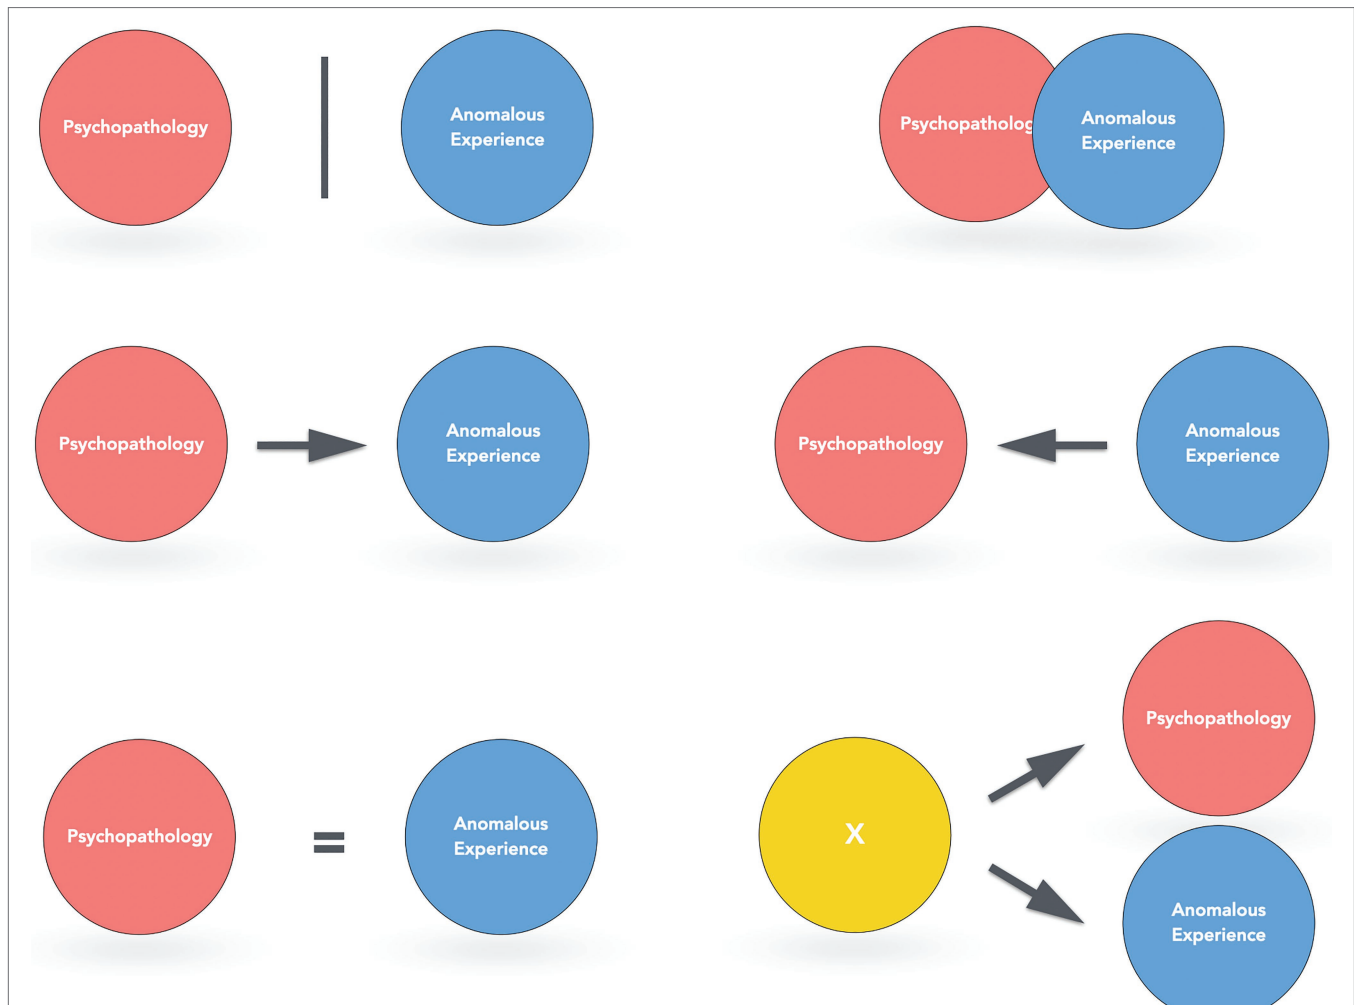 Psychopathology
Anomalous
Experience
Psychopatholog
Anomalous
Experience
Psychopathology
Anomalous
Experience
Psychopathology
Anomalous
Experience
Psychopathology
=
Anomalous
Experience
X
Psychopathology
Anomalous
Experience